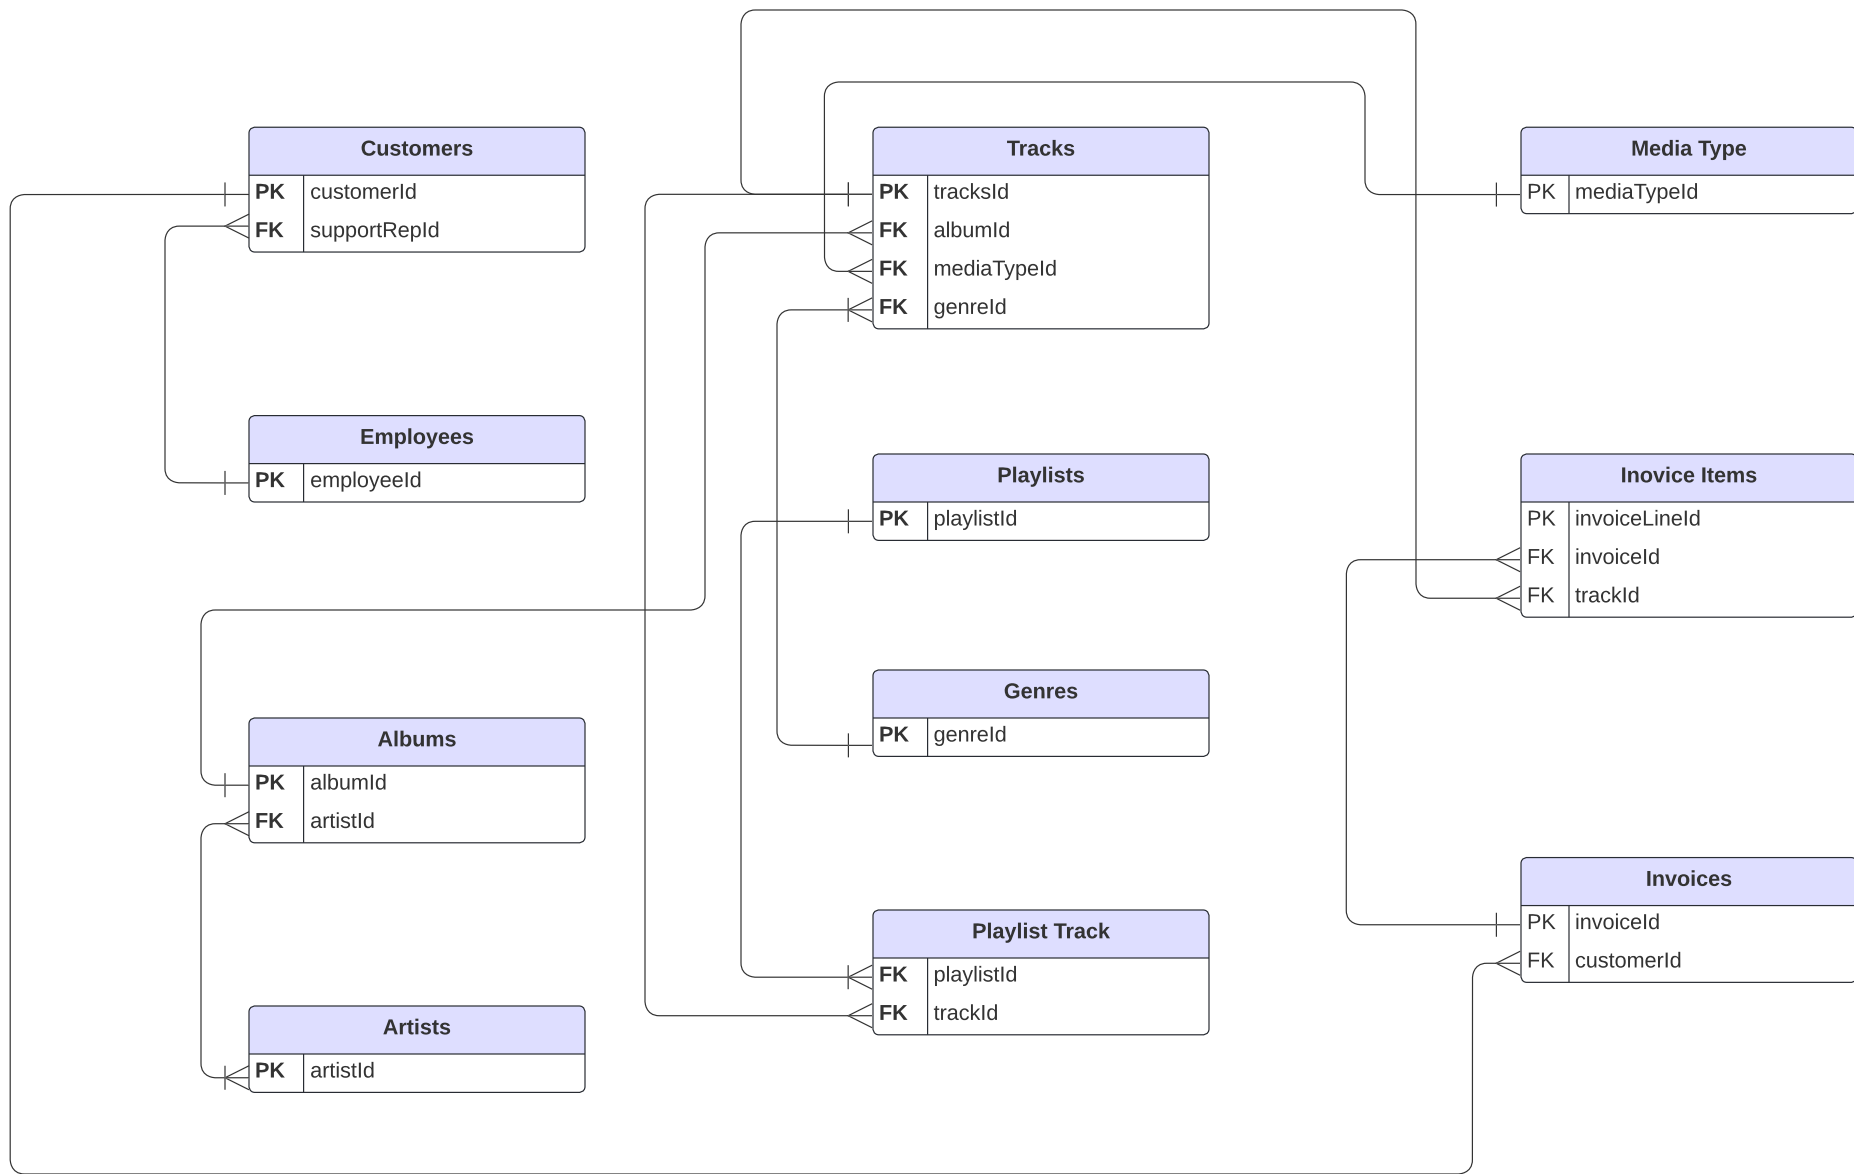 Customers
PK customerId
FK supportRepId
Employees
PK employeeId
Albums
PK albumId
FK artistId
Artists
PK artistId
Tracks
PK tracksId
FK albumId
FK mediaTypeId
FK genreId
Playlists
PK playlistId
Genres
PK genreId
Playlist Track
FK playlistId
FK trackId
Media Type
PK mediaTypeId
Inovice Items
PK invoiceLineId
FK invoiceId
FK trackId
Invoices
PK invoiceId
FK customerId